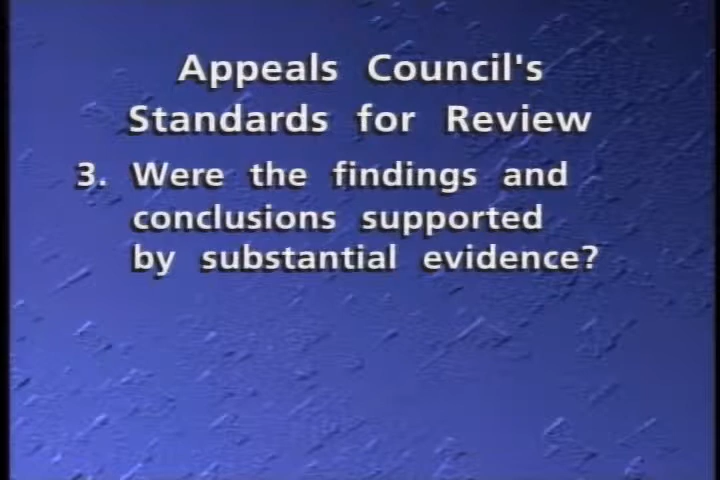 Appeals Council's
Standards for Review
3. Were the findings and
conclusions supported
by substantial evidence?